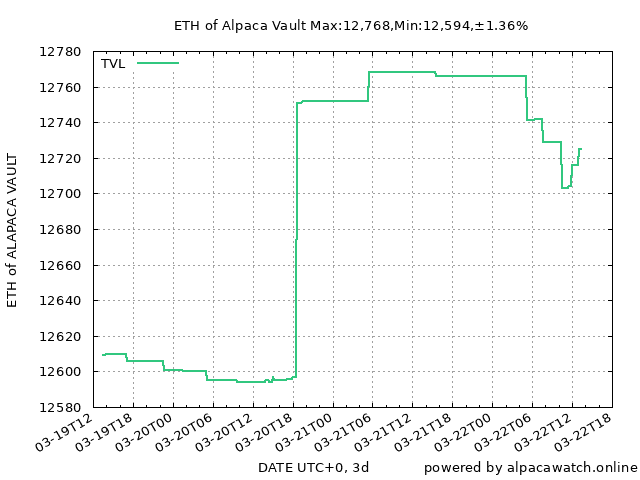 ETH of Alpaca Vault Max:12,768,Min:12,594,±1.36%
TVL
12780
12760
12740
12720
12700
12680
12660
12640
12620
12600
12580
ETH of ALAPACA VAULT
03-19T12
03-19T18
03-20T00
03-20T06
03-20T12
03-20T18
03-21T00
03-21T06
03-21T12
03-21T18
03-22T00
03-22T06
03-22T12
03-22T18
DATE UTC+0, 3d
powered by alpacawatch.online